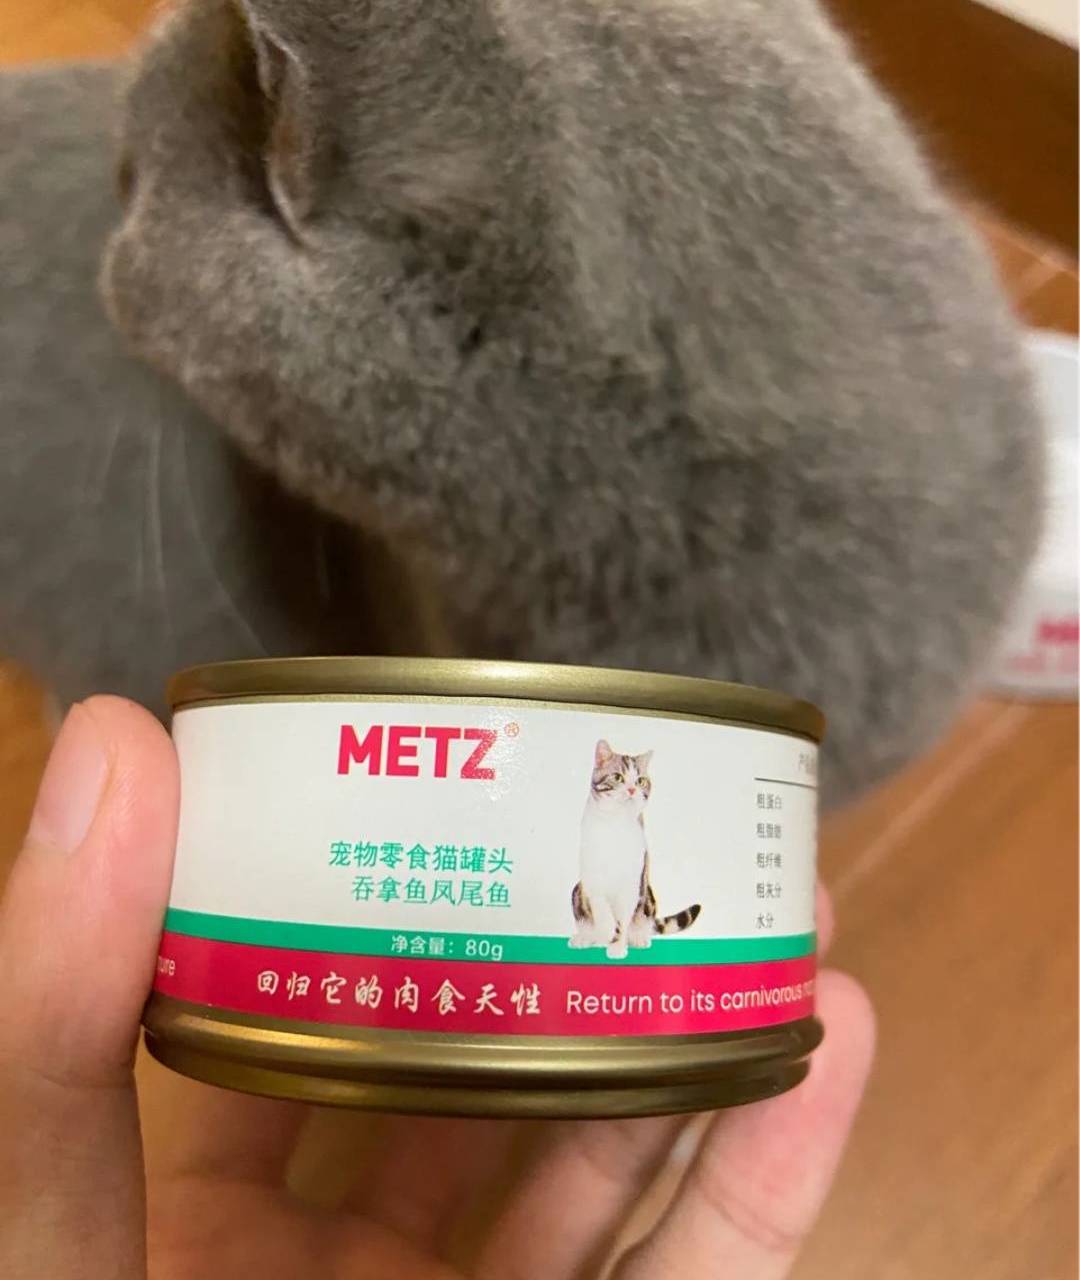 METZ®
宠物零食猫罐头
吞拿鱼凤尾鱼
净含量：80g
粗蛋白
粗脂肪
粗纤维
粗灰分
水分
回归它的肉食天性 Return to its carnivorous